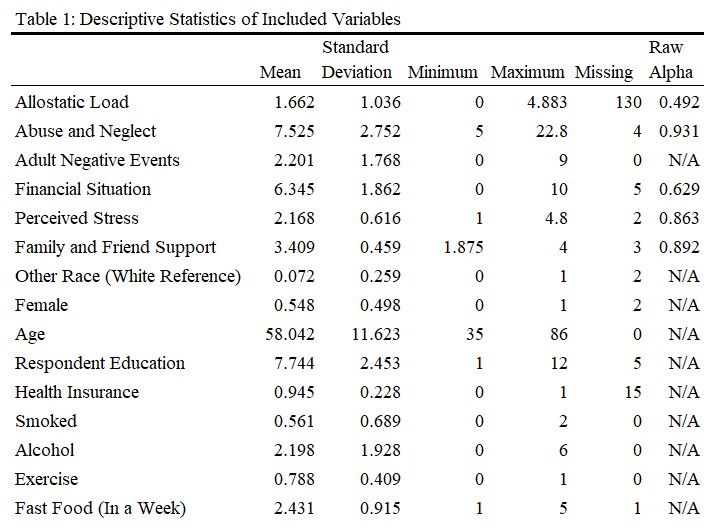 Table 1: Descriptive Statistics of Included Variables
Standard Raw
Mean Deviation Minimum Maximum Missing Alpha
Allostatic Load 1.662 1.036 0 4.883 130 0.492
Abuse and Neglect 7.525 2.752 5 22.8 4 0.931
Adult Negative Events 2.201 1.768 0 9 0 N/A
Financial Situation 6.345 1.862 0 10 5 0.629
Perceived Stress 2.168 0.616 1 4.8 2 0.863
Family and Friend Support 3.409 0.459 1.875 4 3 0.892
Other Race (White Reference) 0.072 0.259 0 1 2 N/A
Female 0.548 0.498 0 1 2 N/A
Age 58.042 11.623 35 86 0 N/A
Respondent Education 7.744 2.453 1 12 5 N/A
Health Insurance 0.945 0.228 0 1 15 N/A
Smoked 0.561 0.689 0 2 0 N/A
Alcohol 2.198 1.928 0 6 0 N/A
Exercise 0.788 0.409 0 1 0 N/A
Fast Food (In a Week) 2.431 0.915 1 5 1 N/A